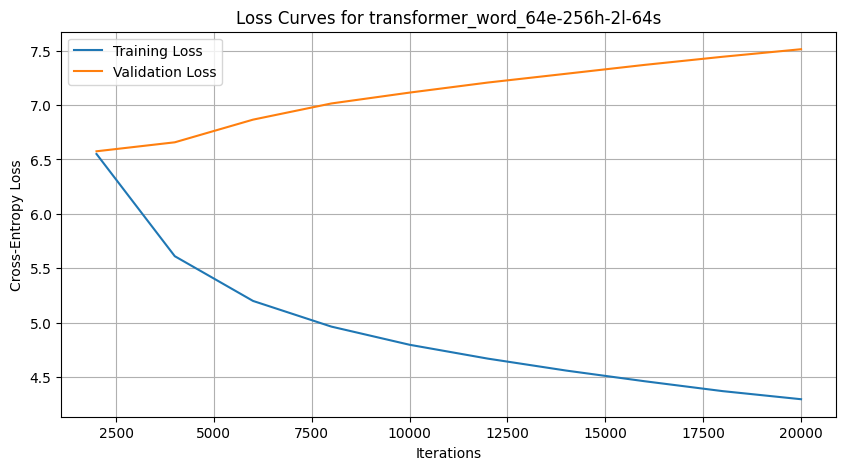 Loss Curves for transformer_word_64e-256h-2l-64s
Training Loss
Validation Loss
Cross-Entropy Loss
7.5
7.0
6.5
6.0
5.5
5.0
4.5
2500 5000 7500 10000 12500 15000 17500 20000
Iterations